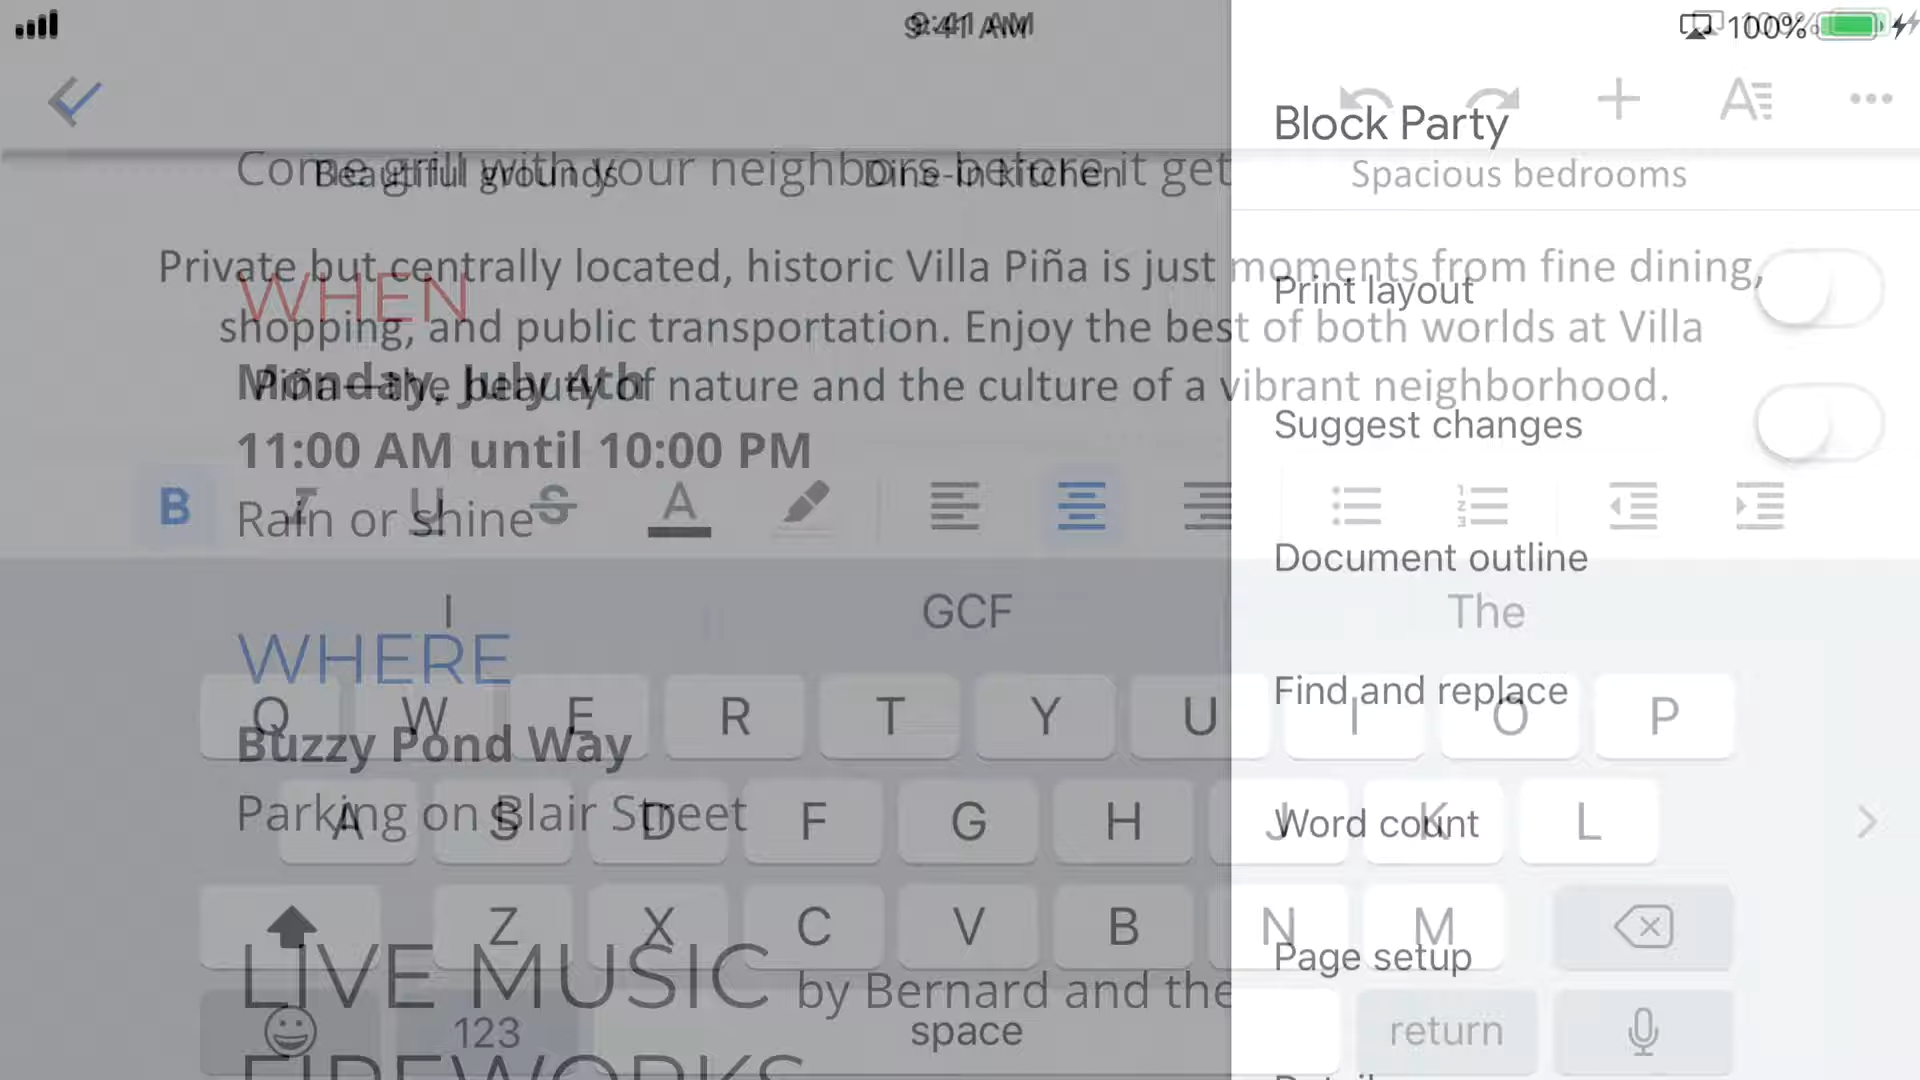 9:41 AM
100%
Block Party
Come grill with your neighbors before it get
Beautiful grounds
Dine-in kitchen
Spacious bedrooms
Private but centrally located, historic Villa Piña is just moments from fine dining,
shopping, and public transportation. Enjoy the best of both worlds at Villa
Piña—the beauty of nature and the culture of a vibrant neighborhood.
WHEN
Monday, July 4th
11:00 AM until 10:00 PM
Rain or shine
Print layout
Suggest changes
B I U S A
Document outline
I GCF The
WHERE
Find and replace
Q W E R T Y U I O P
Buzzy Pond Way
Parking on Blair Street
Word count
A S D F G H J K L
Z X C V B N M
Page setup
LIVE MUSIC by Bernard and the
123 space return
FIREWORKS